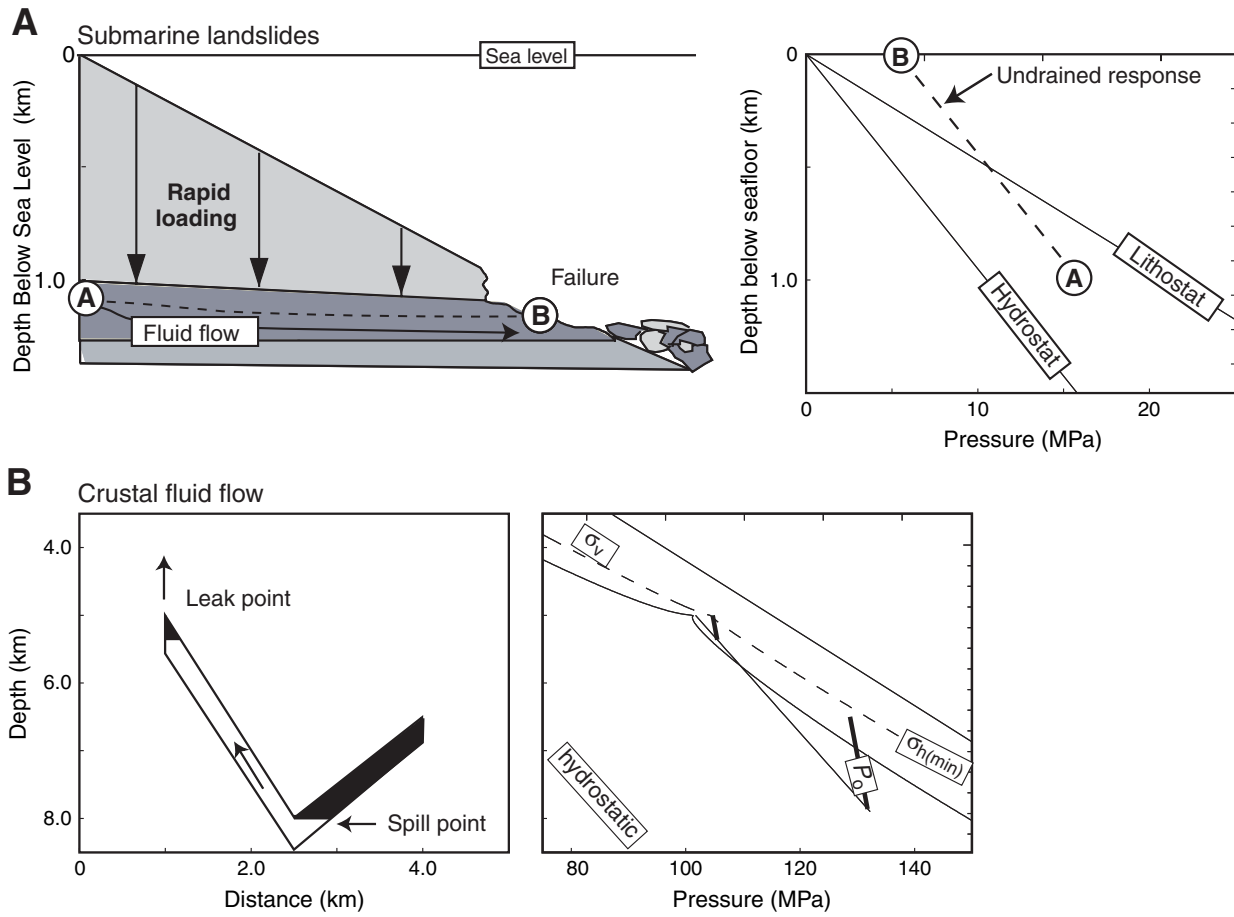 A
Submarine landslides
Sea level
0
Depth Below Sea Level (km)
Rapid
loading
1.0
A
Failure
B
Fluid flow
0
B
Undrained response
Depth below seafloor (km)
1.0
A
Lithostat
Hydrostat
0
10
20
Pressure (MPa)
B
Crustal fluid flow
4.0
Leak point
Depth (km)
6.0
8.0
Spill point
0
2.0
4.0
Distance (km)
σv
σh(min)
Po
hydrostatic
80
100
120
140
Pressure (MPa)